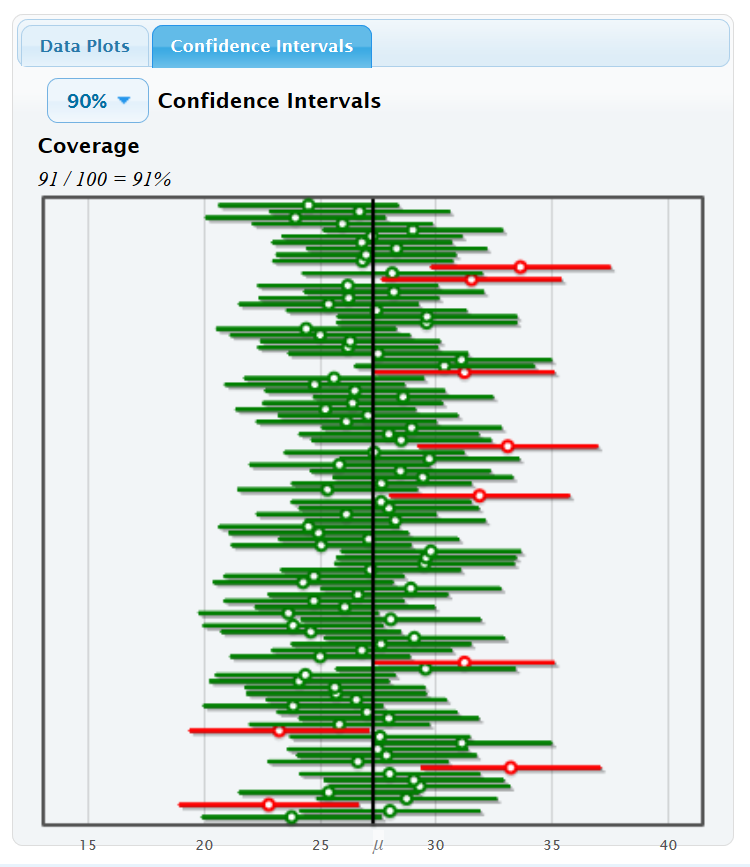 Data Plots Confidence Intervals
90% Confidence Intervals
Coverage
91 / 100 = 91%
15 20 25 μ 30 35 40